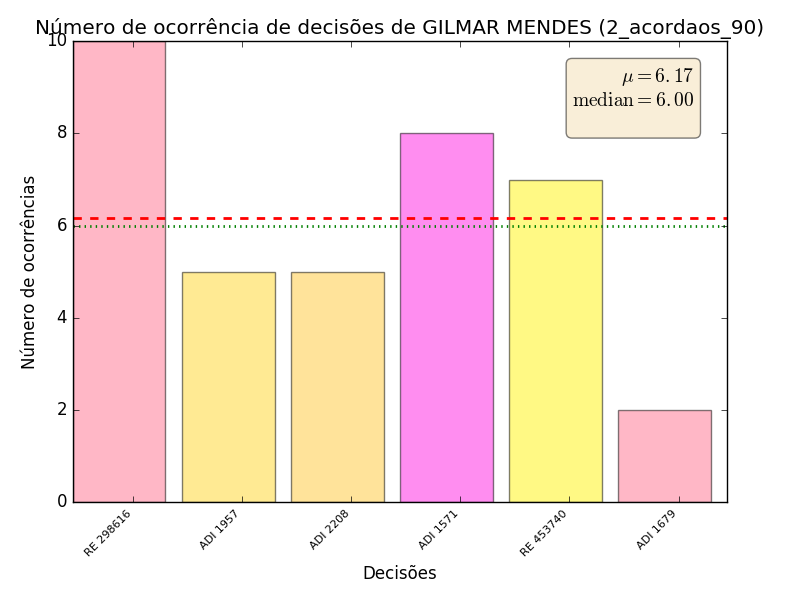 Número de ocorrência de decisões de GILMAR MENDES (2_acordaos_90)
μ = 6.17
median = 6.00
10
8
6
4
2
0
Número de ocorrências
RE 298616
ADI 1957
ADI 2208
ADI 1571
RE 453740
ADI 1679
Decisões